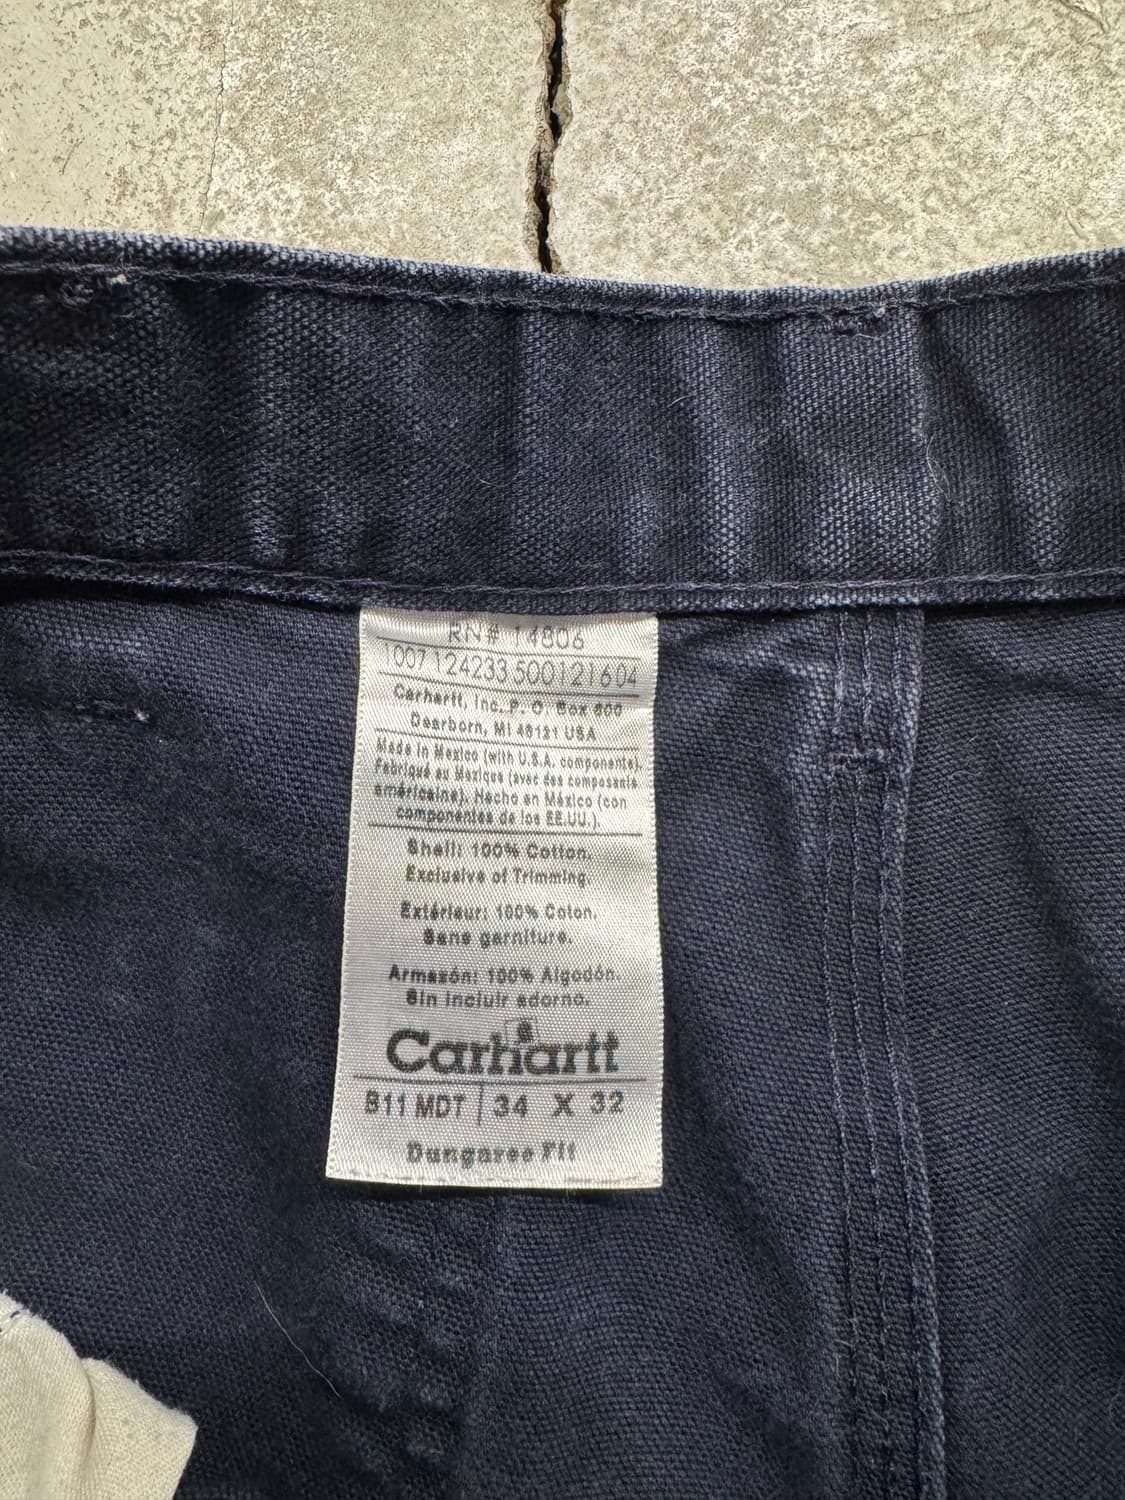 RN# 14806
1007124233 500121604
Carhartt, Inc. P. O. Box 600
Dearborn, MI 48121 USA
Made in Mexico (with U.S.A. components).
Fabriqué au Mexique (avec des composants
américains). Hecho en México (con
componentes de los EE.UU.).
Shell: 100% Cotton.
Exclusive of Trimming.
Extérieur: 100% Coton.
Sans garniture.
Armazón: 100% Algodón.
Sin incluir adorno.
Carhartt
B11 MDT 34 X 32
Dungaree Fit